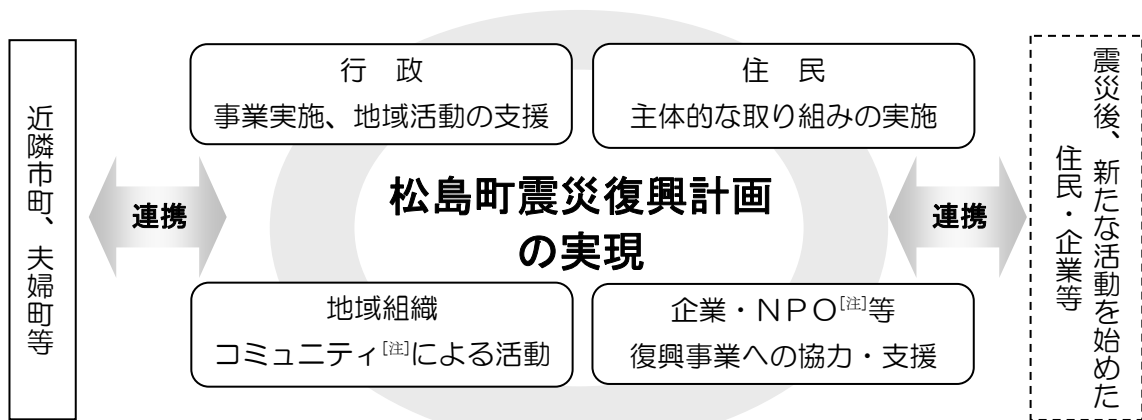 近隣市町、夫婦町等
連携
行　政
事業実施、地域活動の支援
住　民
主体的な取り組みの実施
松島町震災復興計画
の実現
地域組織
コミュニティ[注]による活動
企業・ＮＰＯ[注]等
復興事業への協力・支援
連携
震災後、新たな活動を始めた
住民・企業等